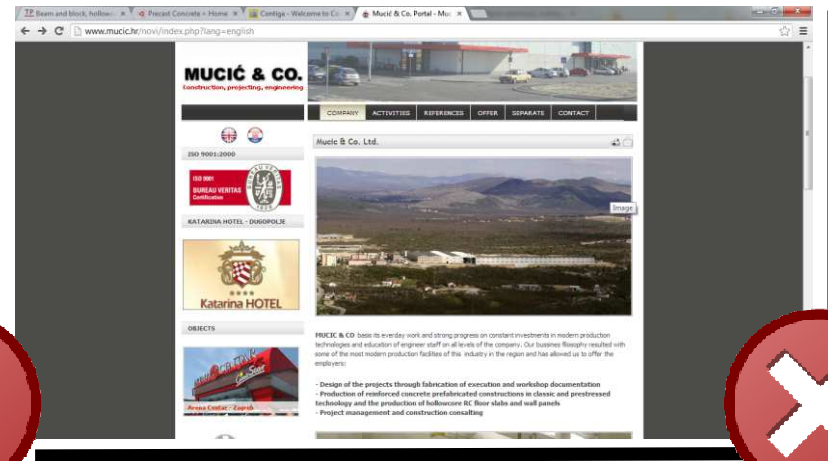 TP Beam and block, hollowc
Precast Concrete « Home
Contiga - Welcome to Co
Mucić & Co. Portal - Muc
www.mucic.hr/novi/index.php?lang=english
MUCIĆ & CO.
Construction, projecting, engineering
COMPANY ACTIVITIES REFERENCES OFFER SEPARATE CONTACT
ISO 9001:2000
Mucic & Co. Ltd.
ISO 9001
BUREAU VERITAS
Certification
Image
KATARINA HOTEL - DUGOPOLJE
Katarina HOTEL
OBJECTS
Arena Centar - Zagreb
MUCIC & CO basis its everday work and strong progress on constant investments in modern production
technologies and education of engineer staff on all levels of the company. Our bussines filosophy resulted with
some of the most modern production facilities of this industry in the region and has allowed us to offer the
employers:
- Design of the projects through fabrication of execution and workshop documentation
- Production of reinforced concrete prefabricated constructions in classic and prestressed
technology and the production of hollowcore RC floor slabs and wall panels
- Project management and construction consalting